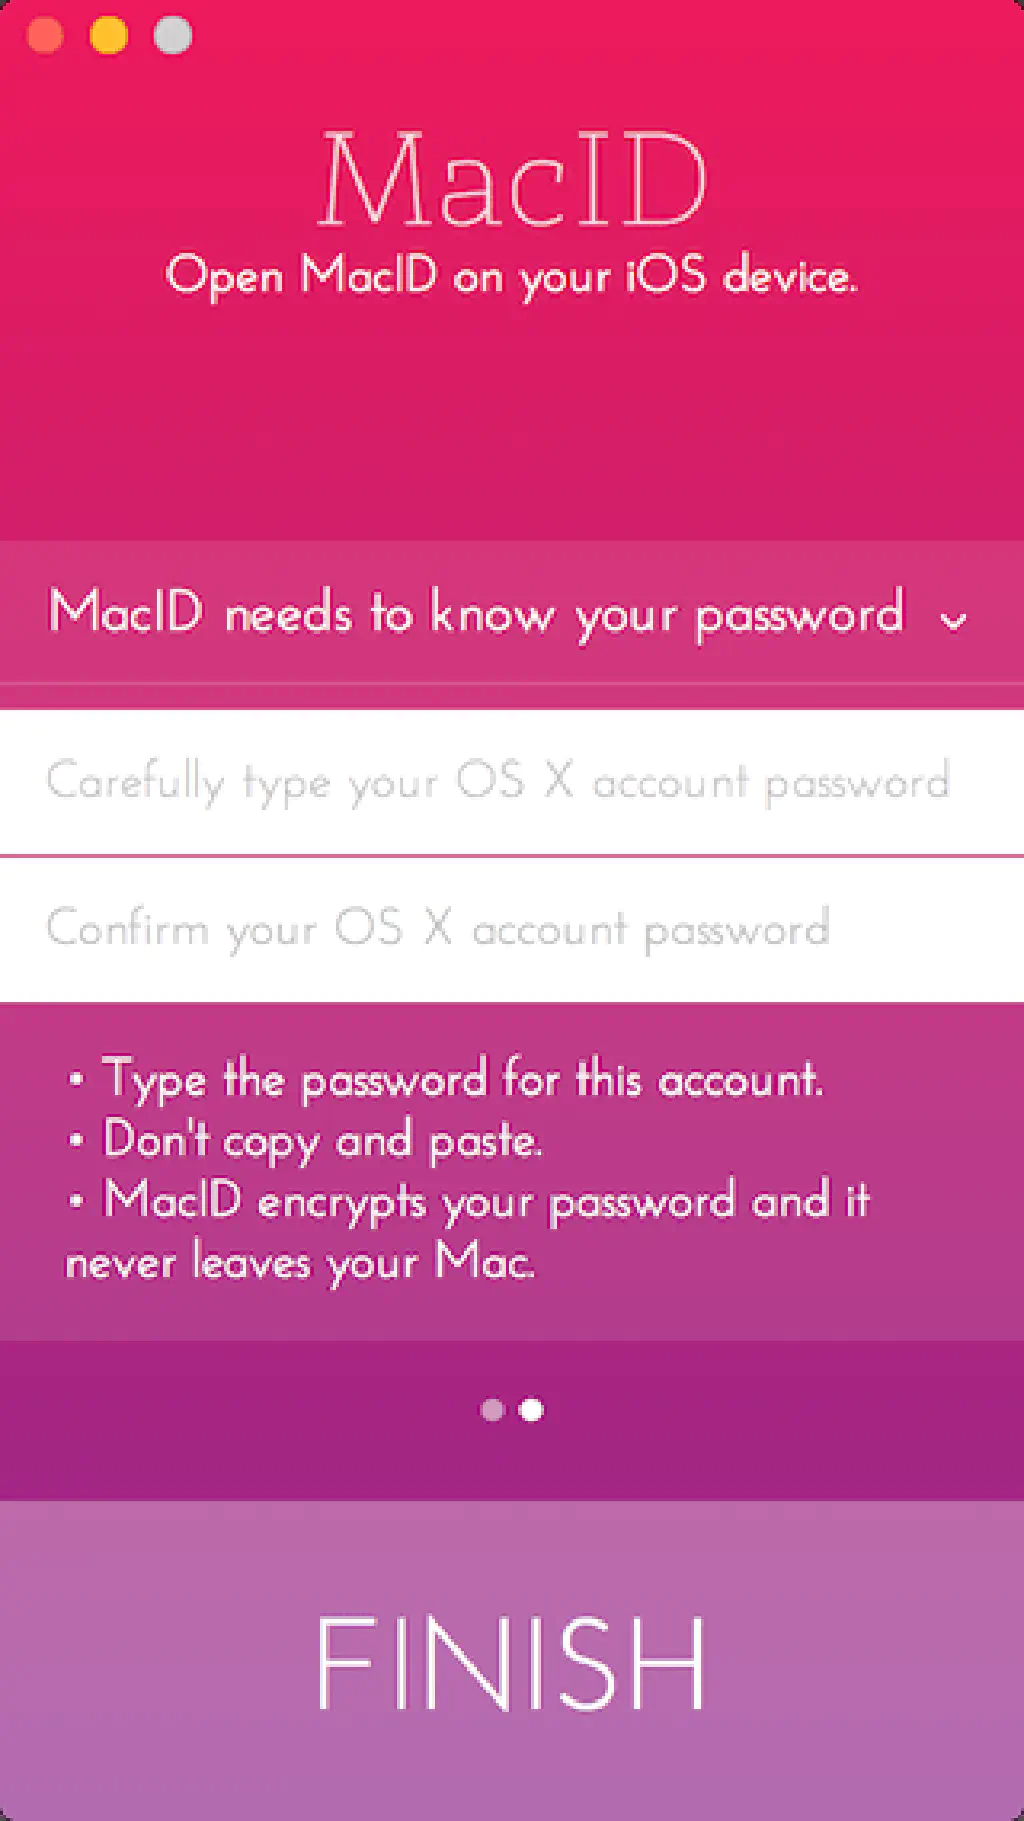 MacID
Open MacID on your iOS device.
MacID needs to know your password
Carefully type your OS X account password
Confirm your OS X account password
• Type the password for this account.
• Don't copy and paste.
• MacID encrypts your password and it
never leaves your Mac.
FINISH